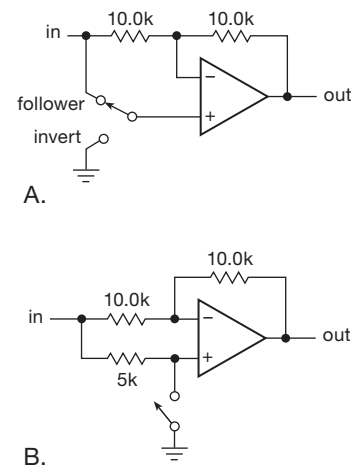 10.0k 10.0k
in
−
out
follower
+
invert
A.
10.0k
10.0k
in
−
out
+
5k
B.